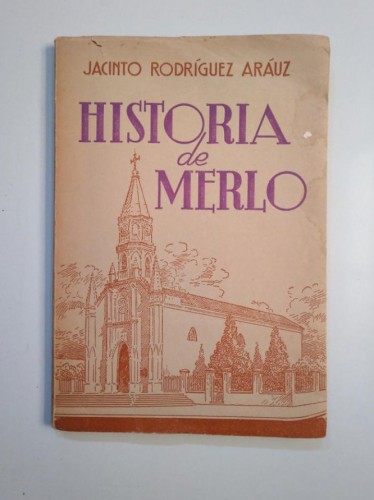 JACINTO RODRÍGUEZ ARÁUZ
HISTORIA
de
MERLO